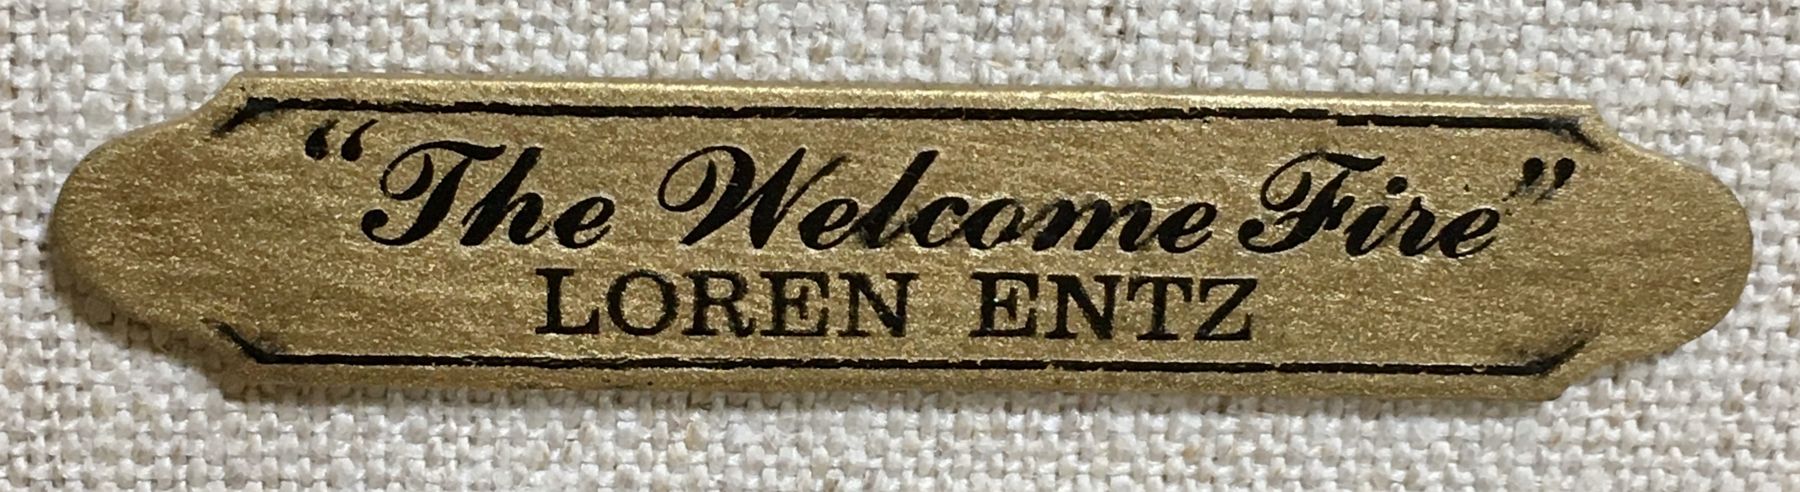 “The Welcome Fire”
LOREN ENTZ